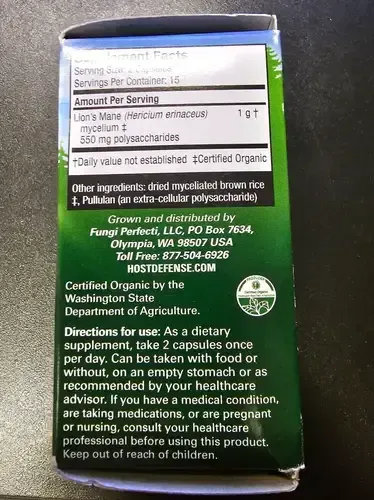 Supplement Facts
Serving Size: 2 capsules
Servings Per Container: 15
Amount Per Serving
Lion's Mane (Hericium erinaceus) 1 g †
mycelium ‡
550 mg polysaccharides
†Daily value not established ‡Certified Organic
Other ingredients: dried myceliated brown rice
‡, Pullulan (an extra-cellular polysaccharide)
Grown and distributed by
Fungi Perfecti, LLC, PO Box 7634,
Olympia, WA 98507 USA
Toll Free: 877-504-6926
HOSTDEFENSE.COM
Certified Organic by the
Washington State
Department of Agriculture.
Directions for use: As a dietary
supplement, take 2 capsules once
per day. Can be taken with food or
without, on an empty stomach or as
recommended by your healthcare
advisor. If you have a medical condition,
are taking medications, or are pregnant
or nursing, consult your healthcare
professional before using this product.
Keep out of reach of children.